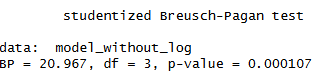 studentized Breusch-Pagan test
data:  model_without_log
BP = 20.967, df = 3, p-value = 0.000107